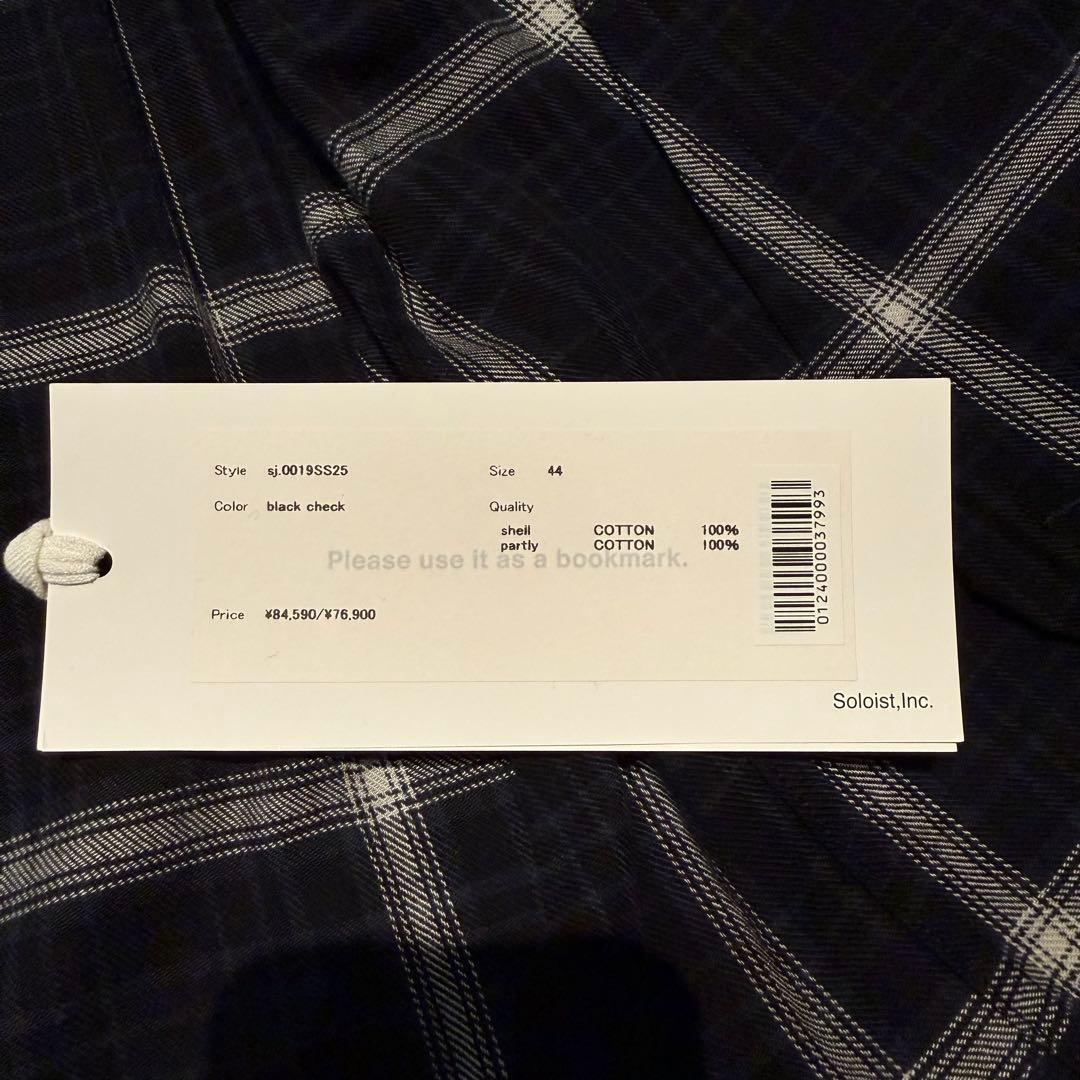 Style sj.0019SS25
Size 44
Color black check
Quality
shell COTTON 100%
partly COTTON 100%
Please use it as a bookmark.
Price ¥84,590/¥76,900
0124000037993
Soloist,Inc.